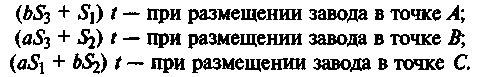 (bS₃ + S₁) t — при размещении завода в точке A;
(aS₃ + S₂) t — при размещении завода в точке B;
(aS₁ + bS₂) t — при размещении завода в точке C.